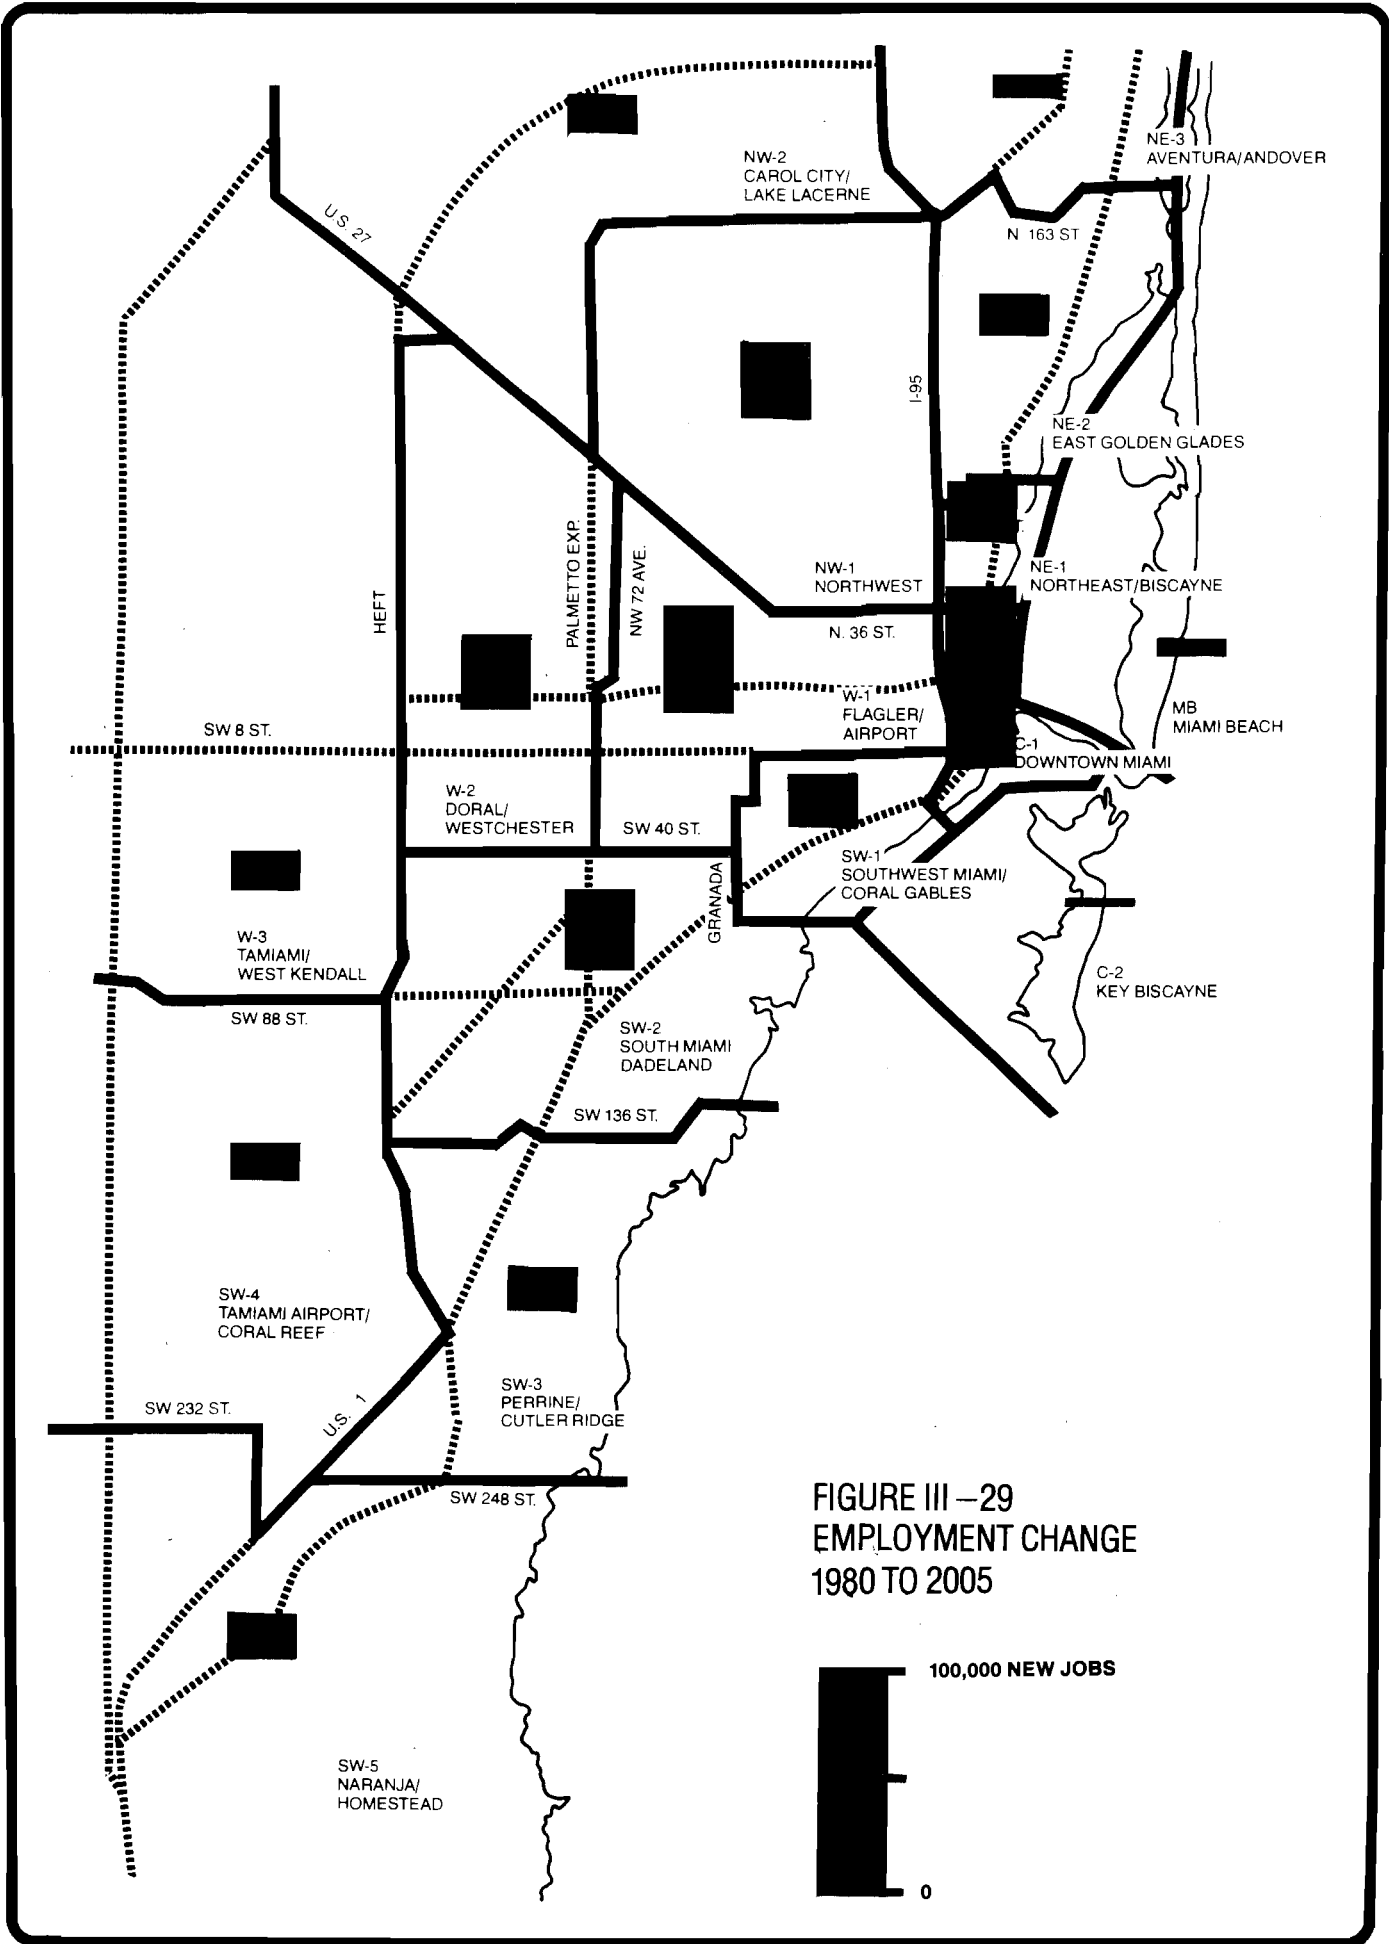 NE-3
AVENTURA/ANDOVER
NW-2
CAROL CITY/
LAKE LACERNE
U.S. 27
N 163 ST
I-95
NE-2
EAST GOLDEN GLADES
PALMETTO EXP.
NW 72 AVE.
HEFT
NW-1
NORTHWEST
N. 36 ST.
NE-1
NORTHEAST/BISCAYNE
W-1
FLAGLER/
AIRPORT
MB
MIAMI BEACH
SW 8 ST.
C-1
DOWNTOWN MIAMI
W-2
DORAL/
WESTCHESTER
SW 40 ST.
SW-1
SOUTHWEST MIAMI/
CORAL GABLES
GRANADA
W-3
TAMIAMI/
WEST KENDALL
C-2
KEY BISCAYNE
SW 88 ST.
SW-2
SOUTH MIAMI
DADELAND
SW 136 ST.
SW-4
TAMIAMI AIRPORT/
CORAL REEF
SW-3
PERRINE/
CUTLER RIDGE
SW 232 ST.
U.S. 1
SW 248 ST.
FIGURE III –29
EMPLOYMENT CHANGE
1980 TO 2005
100,000 NEW JOBS
0
SW-5
NARANJA/
HOMESTEAD